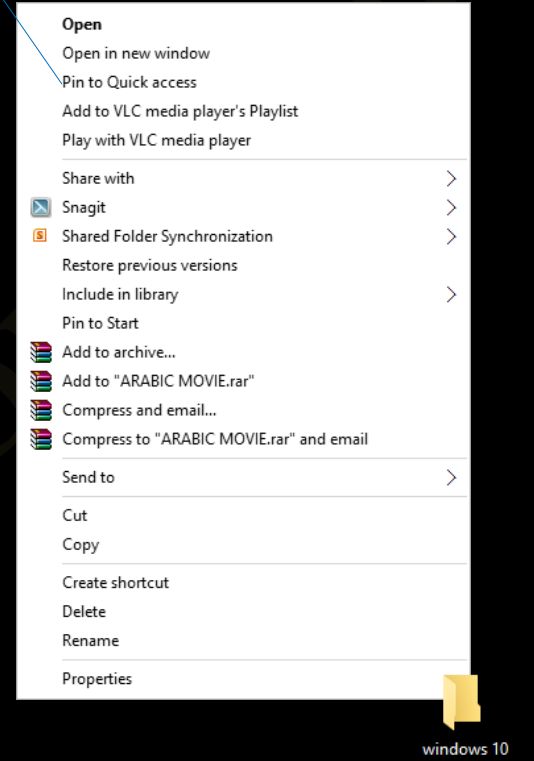 Open
Open in new window
Pin to Quick access
Add to VLC media player's Playlist
Play with VLC media player
Share with
Snagit
Shared Folder Synchronization
Restore previous versions
Include in library
Pin to Start
Add to archive...
Add to "ARABIC MOVIE.rar"
Compress and email...
Compress to "ARABIC MOVIE.rar" and email
Send to
Cut
Copy
Create shortcut
Delete
Rename
Properties
windows 10